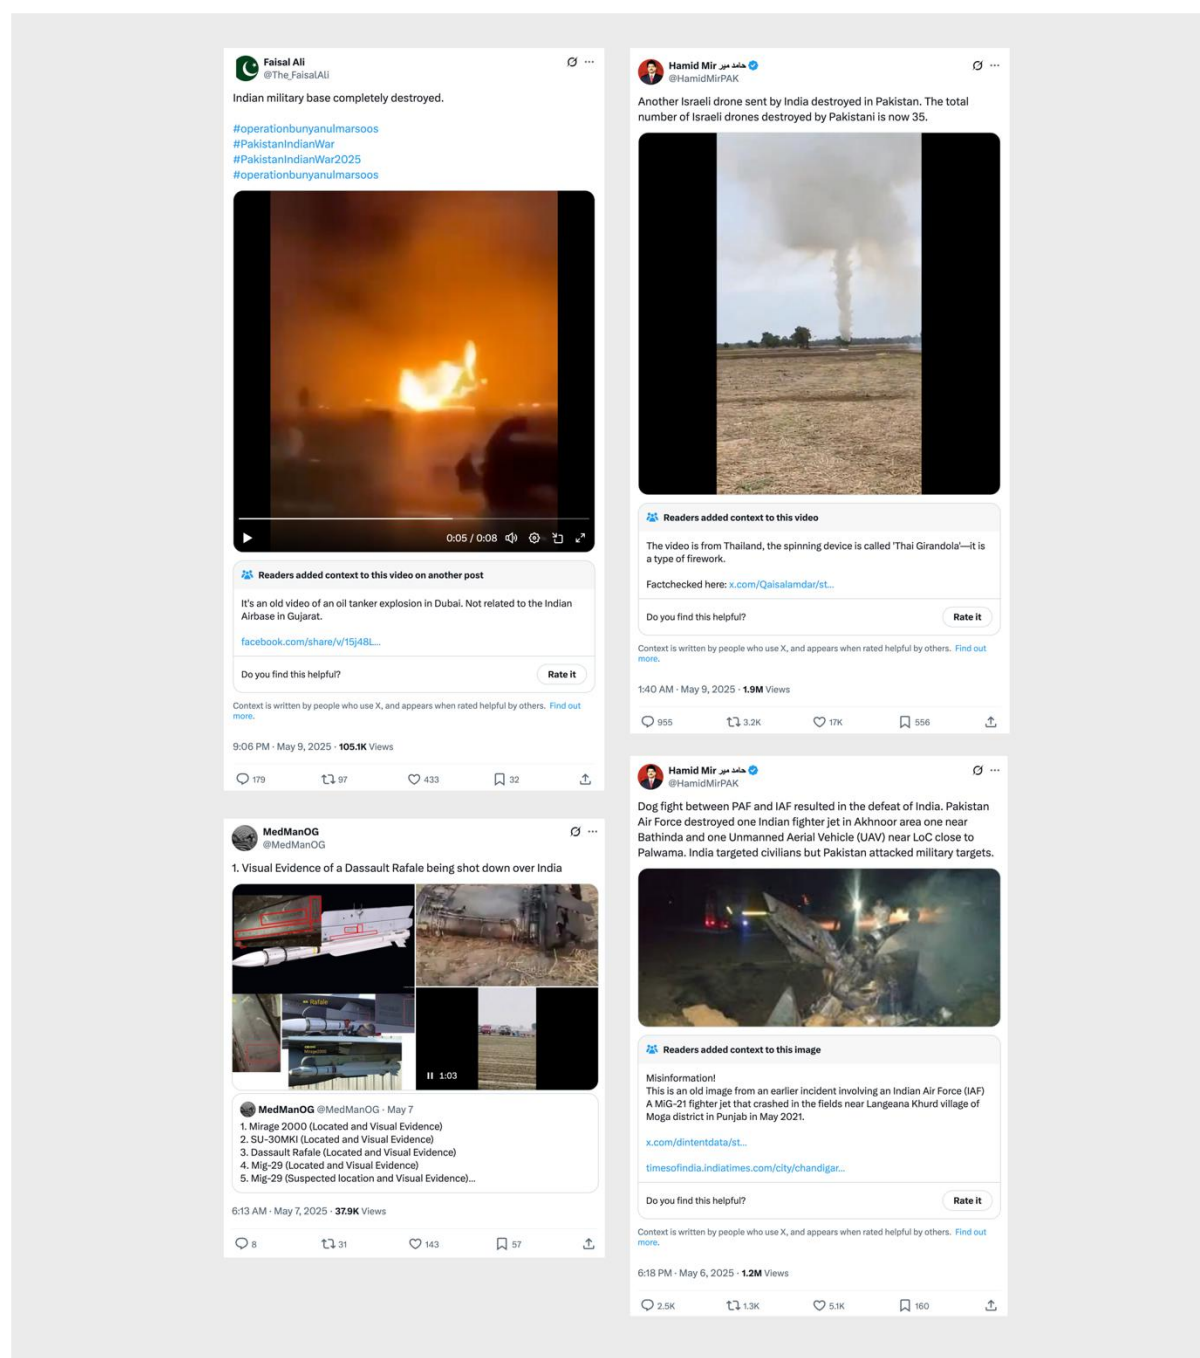 Faisal Ali
@The_FaisalAli
Indian military base completely destroyed.
#operationbunyanulmarsoos
#PakistanIndianWar
#PakistanIndianWar2025
#operationbunyanulmarsoos
0:05 / 0:08
Readers added context to this video on another post
It's an old video of an oil tanker explosion in Dubai. Not related to the Indian
Airbase in Gujarat.
facebook.com/share/v/15j48L...
Do you find this helpful?
Rate it
Context is written by people who use X, and appears when rated helpful by others. Find out
more.
9:06 PM · May 9, 2025 · 105.1K Views
179 97 433 32
MedManOG
@MedManOG
1. Visual Evidence of a Dassault Rafale being shot down over India
Rafale
Mirage2000
1:03
MedManOG @MedManOG · May 7
1. Mirage 2000 (Located and Visual Evidence)
2. SU-30MKI (Located and Visual Evidence)
3. Dassault Rafale (Located and Visual Evidence)
4. Mig-29 (Located and Visual Evidence)
5. Mig-29 (Suspected location and Visual Evidence)...
6:13 AM · May 7, 2025 · 37.9K Views
8 31 143 57
Hamid Mir حامد میر
@HamidMirPAK
Another Israeli drone sent by India destroyed in Pakistan. The total
number of Israeli drones destroyed by Pakistani is now 35.
Readers added context to this video
The video is from Thailand, the spinning device is called 'Thai Girandola'—it is
a type of firework.
Factchecked here: x.com/Qaisalamdar/st...
Do you find this helpful?
Rate it
Context is written by people who use X, and appears when rated helpful by others. Find out
more.
1:40 AM · May 9, 2025 · 1.9M Views
955 3.2K 17K 556
Hamid Mir حامد میر
@HamidMirPAK
Dog fight between PAF and IAF resulted in the defeat of India. Pakistan
Air Force destroyed one Indian fighter jet in Akhnoor area one near
Bathinda and one Unmanned Aerial Vehicle (UAV) near LoC close to
Palwama. India targeted civilians but Pakistan attacked military targets.
Readers added context to this image
Misinformation!
This is an old image from an earlier incident involving an Indian Air Force (IAF)
A MiG-21 fighter jet that crashed in the fields near Langeana Khurd village of
Moga district in Punjab in May 2021.
x.com/dintentdata/st...
timesofindia.indiatimes.com/city/chandigar...
Do you find this helpful?
Rate it
Context is written by people who use X, and appears when rated helpful by others. Find out
more.
6:18 PM · May 6, 2025 · 1.2M Views
2.5K 1.3K 5.1K 160